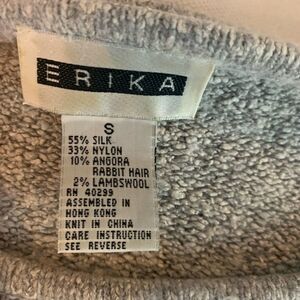 ERIKA
S
55% SILK
33% NYLON
10% ANGORA
RABBIT HAIR
2% LAMBSWOOL
RN 40299
ASSEMBLED IN
HONG KONG
KNIT IN CHINA
CARE INSTRUCTION
SEE REVERSE